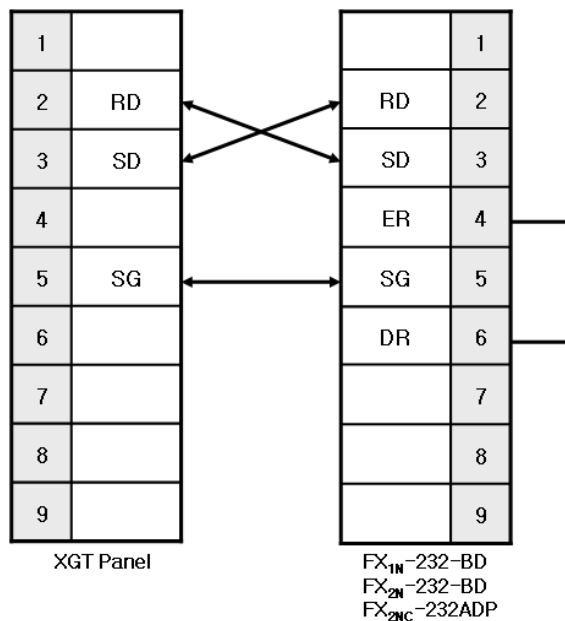 1 1
2 RD RD 2
3 SD SD 3
4 ER 4
5 SG SG 5
6 DR 6
7 7
8 8
9 9
XGT Panel
FX1N-232-BD
FX2N-232-BD
FX2NC-232ADP